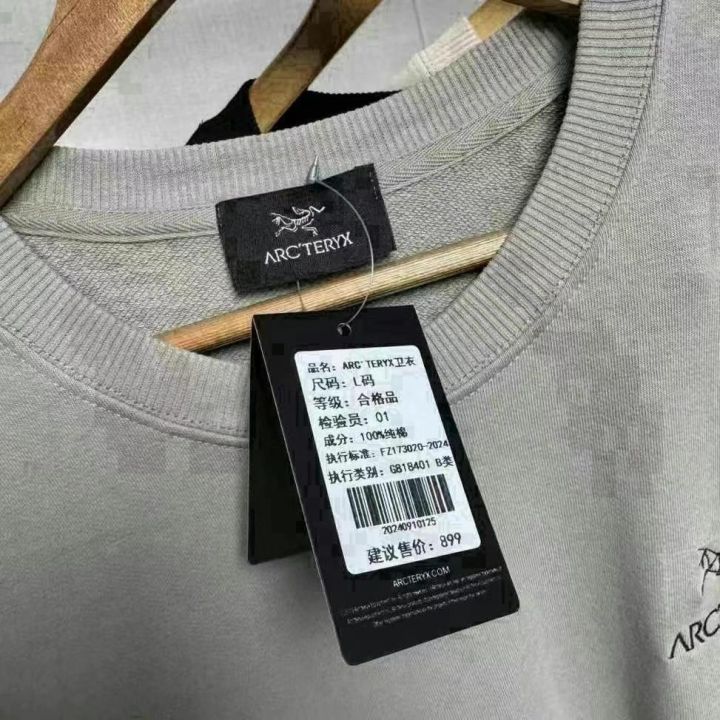 ARC'TERYX
品名: ARC'TERYX卫衣
尺码: L码
等级: 合格品
检验员: 01
成分: 100%纯棉
执行标准: FZ173020-2024
执行类别: GB18401 B类
20240910125
建议售价: 899
ARCTERYX.COM
ARC'